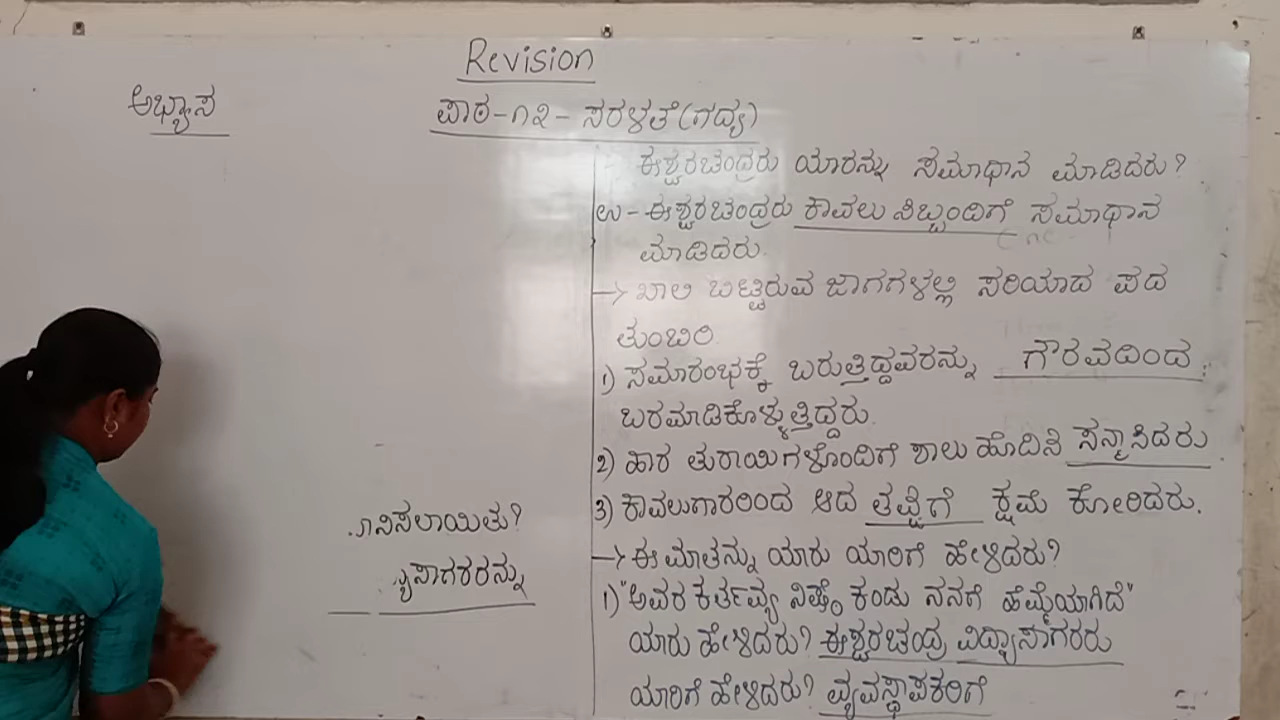 Revision
ಅಭ್ಯಾಸ
ಪಾಠ-೧೨- ಸರಳತೆ(ಗದ್ಯ)
ನಿಸಲಾಯಿತು?
ಸಾಗರರನ್ನು
ಈಶ್ವರಚಂದ್ರರು ಯಾರನ್ನು ಸಮಾಧಾನ ಮಾಡಿದರು?
ಉ-ಈಶ್ವರಚಂದ್ರರು ಕಾವಲು ಸಿಬ್ಬಂದಿಗೆ ಸಮಾಧಾನ
ಮಾಡಿದರು.
→ ಖಾಲಿ ಬಿಟ್ಟಿರುವ ಜಾಗಗಳಲ್ಲಿ ಸರಿಯಾದ ಪದ
ತುಂಬಿರಿ.
1) ಸಮಾರಂಭಕ್ಕೆ ಬರುತ್ತಿದ್ದವರನ್ನು ಗೌರವದಿಂದ
ಬರಮಾಡಿಕೊಳ್ಳುತ್ತಿದ್ದರು.
2) ಹಾರ ತುರಾಯಿಗಳೊಂದಿಗೆ ಶಾಲು ಹೊದಿಸಿ ಸನ್ಮಾನಿಸಿದರು.
3) ಕಾವಲುಗಾರರಿಂದ ಆದ ತಪ್ಪಿಗೆ ಕ್ಷಮೆ ಕೋರಿದರು.
→ ಈ ಮಾತನ್ನು ಯಾರು ಯಾರಿಗೆ ಹೇಳಿದರು?
1) "ಅವರ ಕರ್ತವ್ಯ ನಿಷ್ಠೆ ಕಂಡು ನನಗೆ ಹೆಮ್ಮೆಯಾಗಿದೆ"
ಯಾರು ಹೇಳಿದರು? ಈಶ್ವರಚಂದ್ರ ವಿದ್ಯಾಸಾಗರರು
ಯಾರಿಗೆ ಹೇಳಿದರು? ವ್ಯವಸ್ಥಾಪಕರಿಗೆ